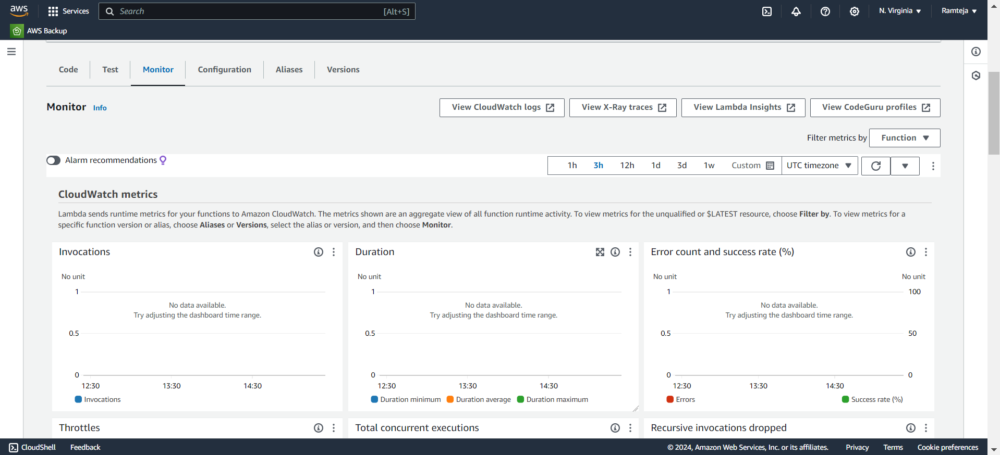 aws Services Search [Alt+S] N. Virginia Ramteja
AWS Backup
Code Test Monitor Configuration Aliases Versions
Monitor Info View CloudWatch logs View X-Ray traces View Lambda Insights View CodeGuru profiles
Filter metrics by Function
Alarm recommendations 1h 3h 12h 1d 3d 1w Custom UTC timezone
CloudWatch metrics
Lambda sends runtime metrics for your functions to Amazon CloudWatch. The metrics shown are an aggregate view of all function runtime activity. To view metrics for the unqualified or $LATEST resource, choose Filter by. To view metrics for a
specific function version or alias, choose Aliases or Versions, select the alias or version, and then choose Monitor.
Invocations
No unit
1
No data available.
Try adjusting the dashboard time range.
0.5
0
12:30 13:30 14:30
Invocations
Duration
No unit
1
No data available.
Try adjusting the dashboard time range.
0.5
0
12:30 13:30 14:30
Duration minimum Duration average Duration maximum
Error count and success rate (%)
No unit No unit
1 100
No data available.
Try adjusting the dashboard time range.
0.5 50
0 0
12:30 13:30 14:30
Errors Success rate (%)
Throttles
Total concurrent executions
Recursive invocations dropped
CloudShell Feedback © 2024, Amazon Web Services, Inc. or its affiliates. Privacy Terms Cookie preferences